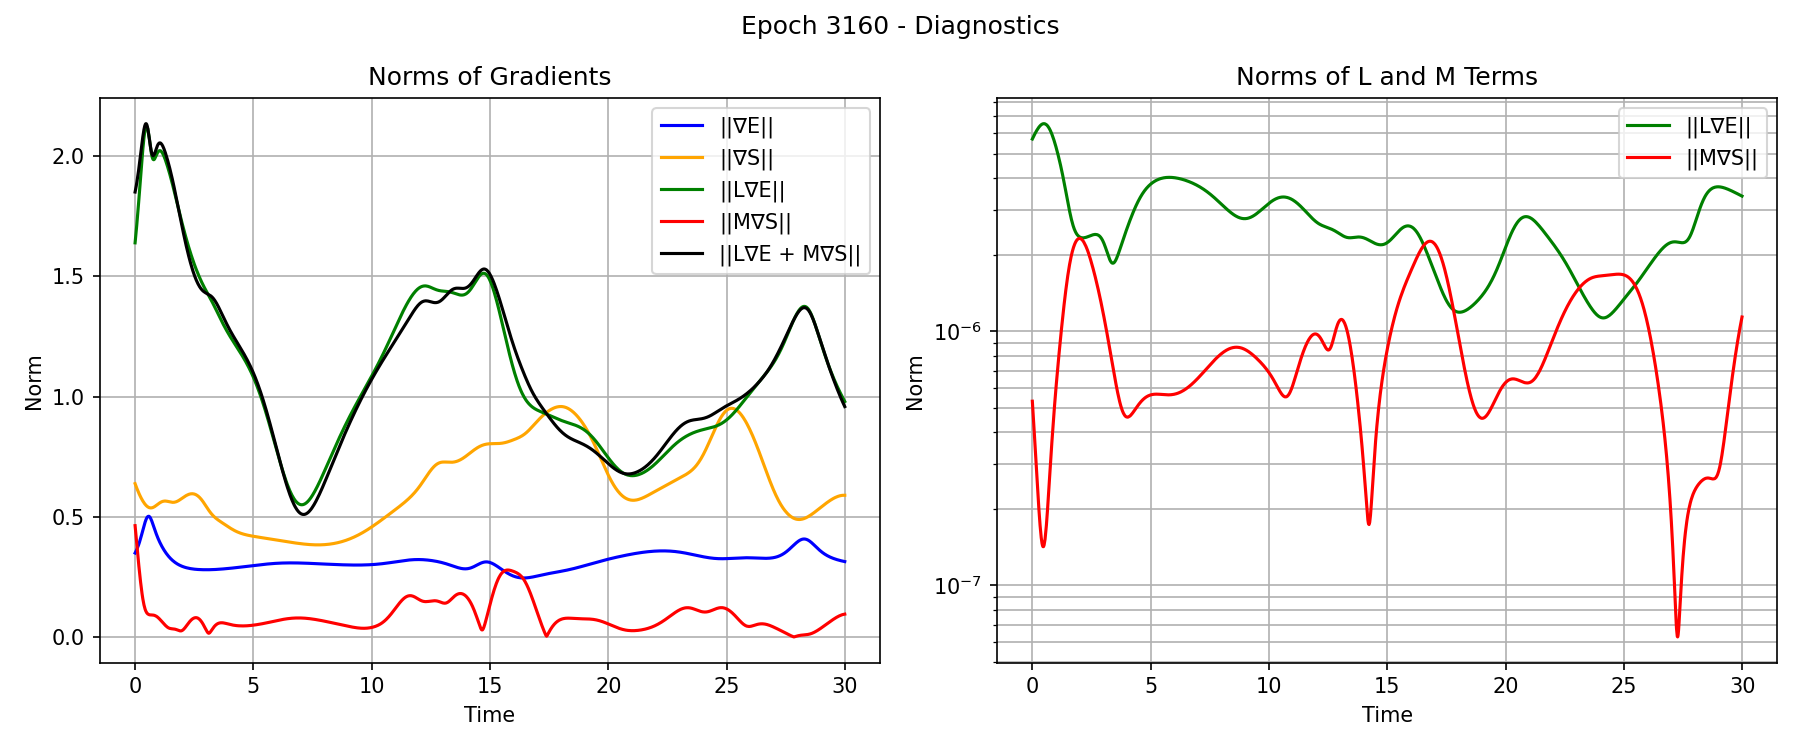 Epoch 3160 - Diagnostics
Norms of Gradients
Norm
2.0
1.5
1.0
0.5
0.0
||∇E||
||∇S||
||L∇E||
||M∇S||
||L∇E + M∇S||
0 5 10 15 20 25 30
Time
Norms of L and M Terms
Norm
10⁻⁶
10⁻⁷
||L∇E||
||M∇S||
0 5 10 15 20 25 30
Time